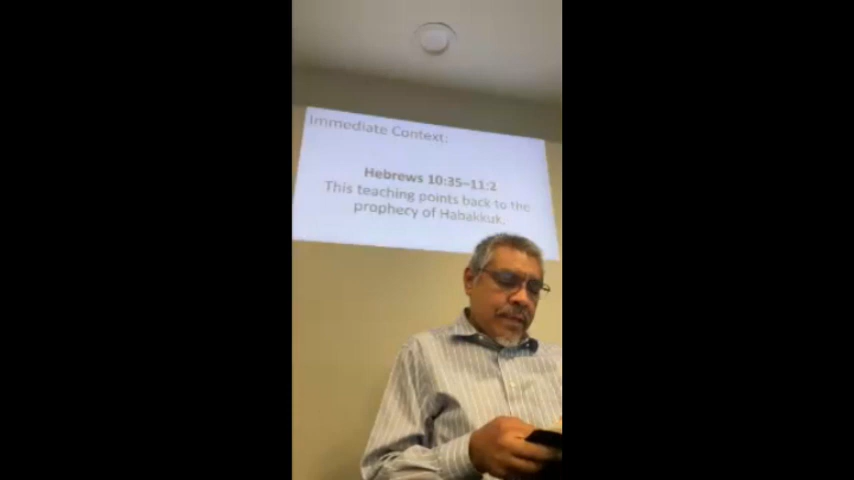 Immediate Context:
Hebrews 10:35–11:2
This teaching points back to the
prophecy of Habakkuk.